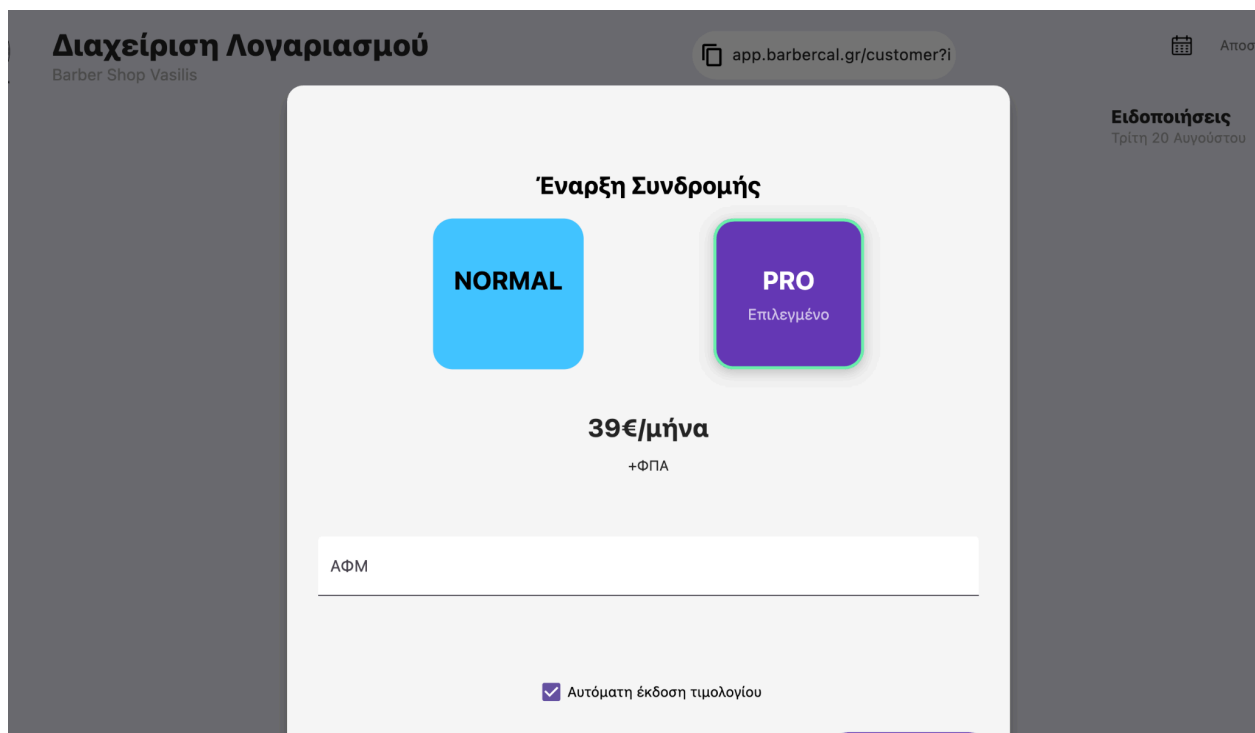 Διαχείριση Λογαριασμού
Barber Shop Vasilis
app.barbercal.gr/customer?i
Ειδοποιήσεις
Τρίτη 20 Αυγούστου
Έναρξη Συνδρομής
NORMAL
PRO
Επιλεγμένο
39€/μήνα
+ΦΠΑ
ΑΦΜ
Αυτόματη έκδοση τιμολογίου